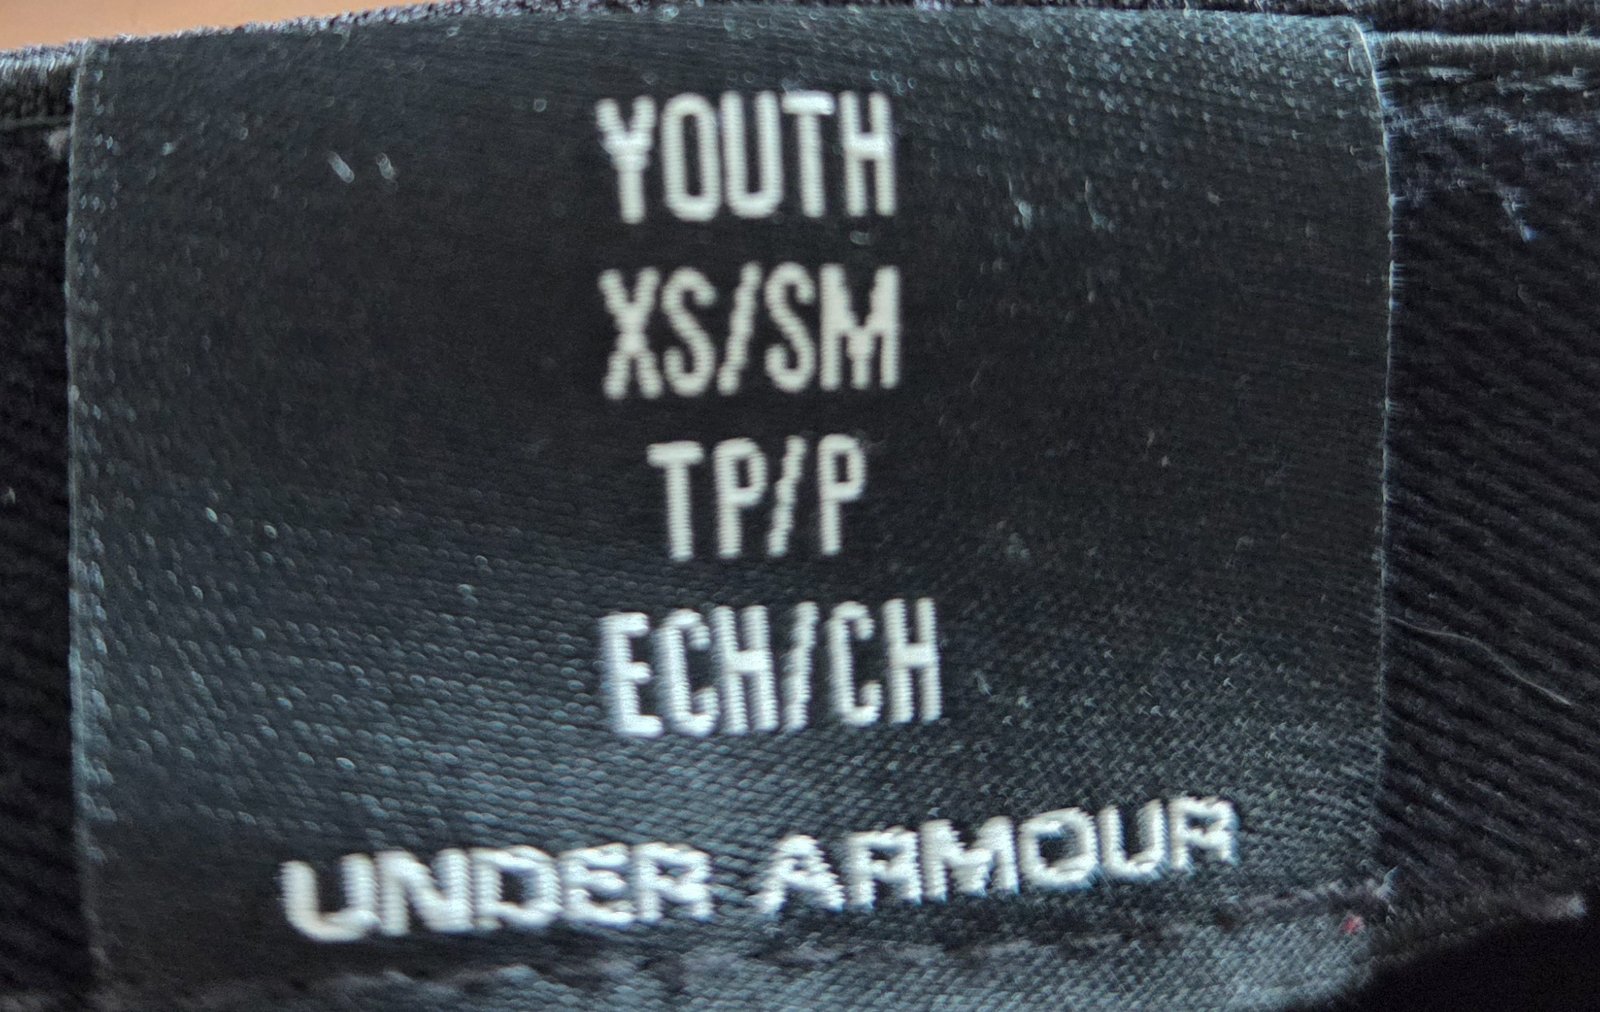 YOUTH
XS/SM
TP/P
ECH/CH
UNDER ARMOUR